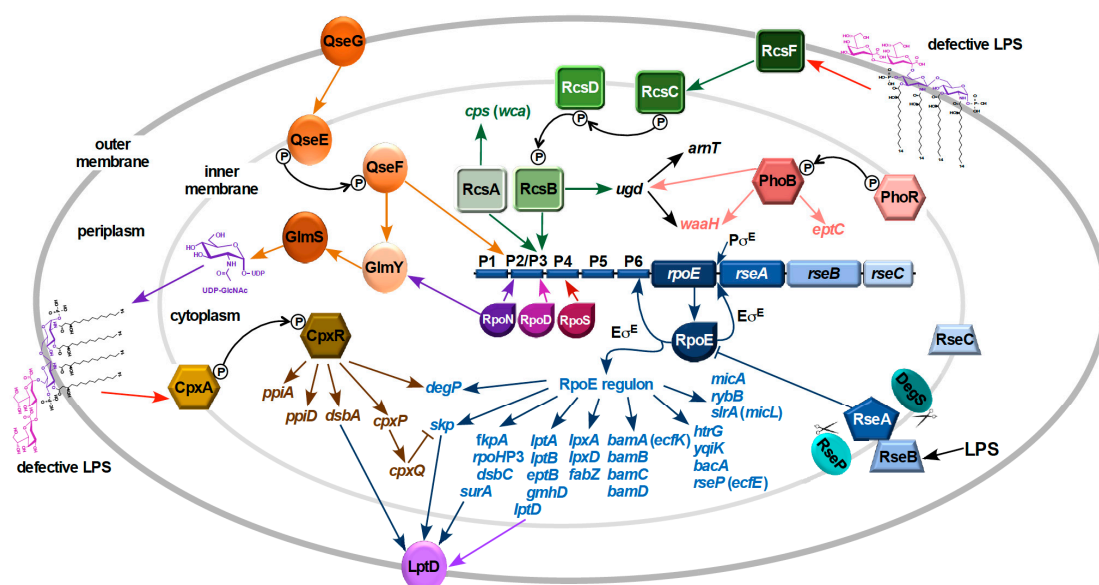 QseG
RcsF
defective LPS
RcsD
RcsC
cps (wca)
P
P
outer
membrane
QseE
P
P
inner
membrane
QseF
P
RcsA
RcsB
ugd
arnT
waaH
PhoB
P
P
PhoR
eptC
periplasm
GlmS
GlmY
UDP
UDP-GlcNAc
P1
P2/P3
P4
P5
P6
PσE
rpoE
rseA
rseB
rseC
RpoN
RpoD
RpoS
cytoplasm
CpxR
P
CpxA
P
EσE
RpoE
EσE
RseC
ppiA
ppiD
dsbA
cpxP
cpxQ
degP
skp
RpoE regulon
micA
rybB
slrA (micL)
DegS
RseA
RseP
RseB
LPS
fkpA
rpoHP3
dsbC
surA
lptA
lptB
eptB
gmhD
lptD
lpxA
lpxD
fabZ
bamA (ecfK)
bamB
bamC
bamD
htrG
yqiK
bacA
rseP (ecfE)
defective LPS
LptD